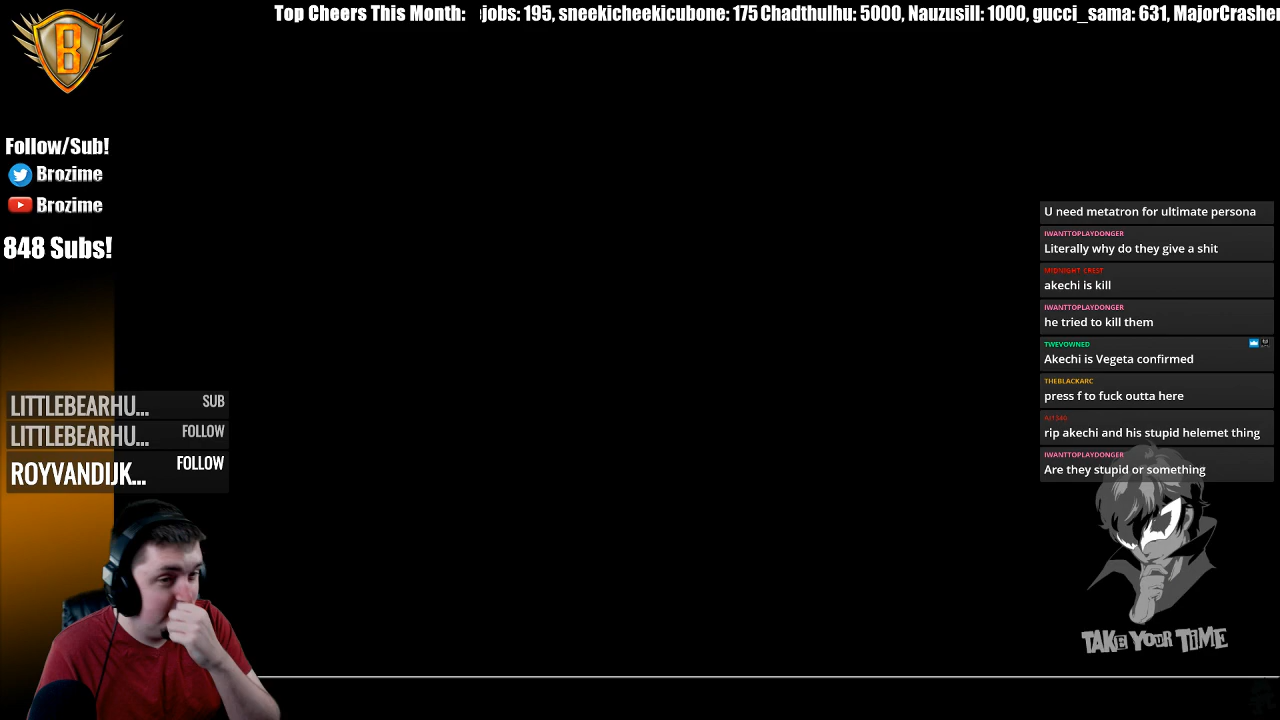 Top Cheers This Month: jobs: 195, sneekicheekicubone: 175 Chadthulhu: 5000, Nauzusill: 1000, gucci_sama: 631, MajorCrasher
B
Follow/Sub!
Brozime
Brozime
848 Subs!
LITTLEBEARHU... SUB
LITTLEBEARHU... FOLLOW
ROYVANDIJK... FOLLOW
U need metatron for ultimate persona
IWANTTOPLAYDONGER
Literally why do they give a shit
MIDNIGHT_CREST
akechi is kill
IWANTTOPLAYDONGER
he tried to kill them
TWEVOWNED
Akechi is Vegeta confirmed
THEBLACKARC
press f to fuck outta here
rip akechi and his stupid helemet thing
IWANTTOPLAYDONGER
Are they stupid or something
TAKE YOUR TIME